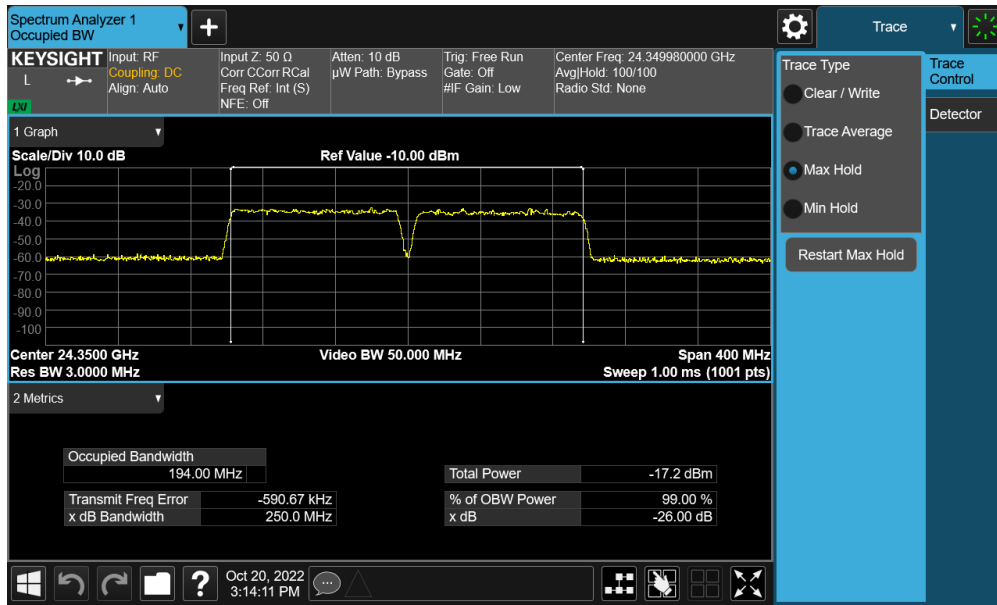 Spectrum Analyzer 1
Occupied BW
+
Trace
KEYSIGHT
L
LXI
Input: RF
Coupling: DC
Align: Auto
Input Z: 50 Ω
Corr CCorr RCal
Freq Ref: Int (S)
NFE: Off
Atten: 10 dB
µW Path: Bypass
Trig: Free Run
Gate: Off
#IF Gain: Low
Center Freq: 24.349980000 GHz
Avg|Hold: 100/100
Radio Std: None
Trace Type
Clear / Write
Trace Average
Max Hold
Min Hold
Restart Max Hold
Trace
Control
Detector
1 Graph
Scale/Div 10.0 dB
Ref Value -10.00 dBm
Log
-20.0
-30.0
-40.0
-50.0
-60.0
-70.0
-80.0
-90.0
-100
Center 24.3500 GHz
Video BW 50.000 MHz
Span 400 MHz
Res BW 3.0000 MHz
Sweep 1.00 ms (1001 pts)
2 Metrics
Occupied Bandwidth
194.00 MHz
Total Power -17.2 dBm
Transmit Freq Error -590.67 kHz
% of OBW Power 99.00 %
x dB Bandwidth 250.0 MHz
x dB -26.00 dB
?
Oct 20, 2022
3:14:11 PM